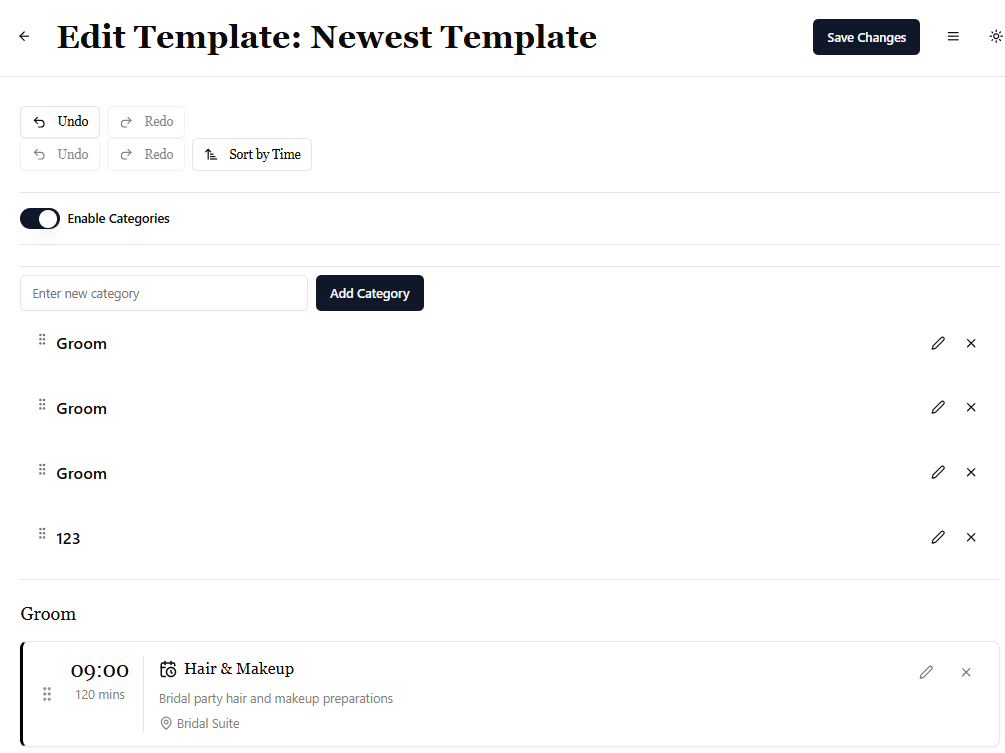 Edit Template: Newest Template
Save Changes
Undo Redo
Undo Redo Sort by Time
Enable Categories
Enter new category Add Category
Groom
Groom
Groom
123
Groom
09:00 Hair & Makeup
120 mins Bridal party hair and makeup preparations
Bridal Suite